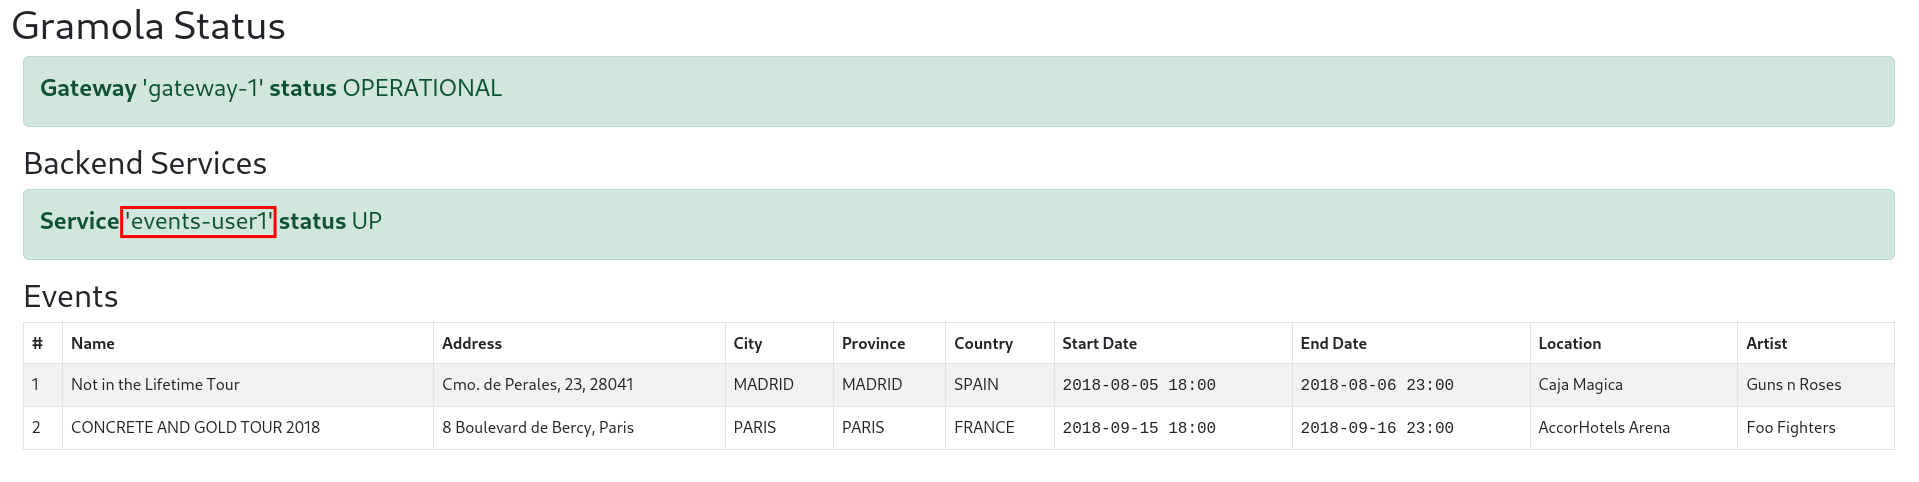 Gramola Status
Gateway 'gateway-1' status OPERATIONAL
Backend Services
Service 'events-user1' status UP
Events
# Name Address City Province Country Start Date End Date Location Artist
1 Not in the Lifetime Tour Cmo. de Perales, 23, 28041 MADRID MADRID SPAIN 2018-08-05 18:00 2018-08-06 23:00 Caja Magica Guns n Roses
2 CONCRETE AND GOLD TOUR 2018 8 Boulevard de Bercy, Paris PARIS PARIS FRANCE 2018-09-15 18:00 2018-09-16 23:00 AccorHotels Arena Foo Fighters